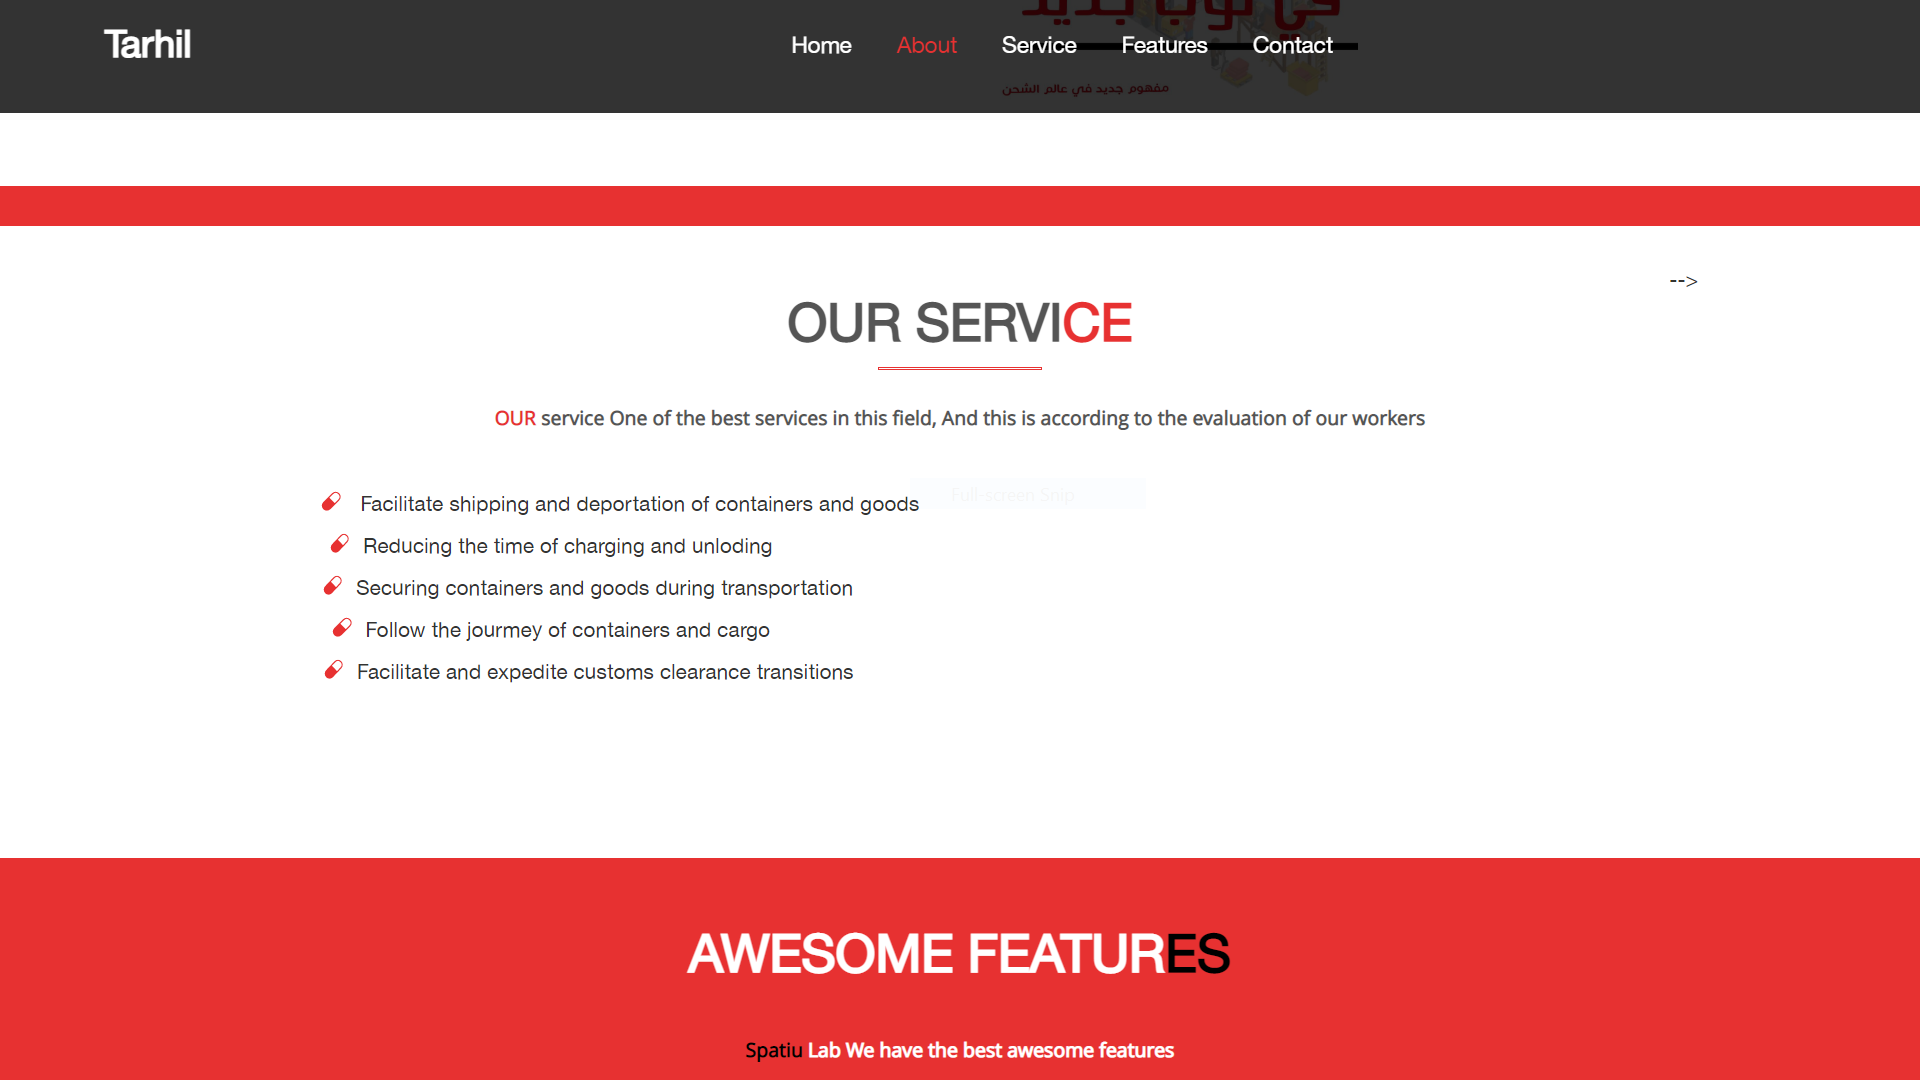 في ثوب جديد
Tarhil
Home
About
Service
Features
Contact
مفهوم جديد في عالم الشحن
-->
OUR SERVICE
OUR service One of the best services in this field, And this is according to the evaluation of our workers
Full-screen Snip
Facilitate shipping and deportation of containers and goods
Reducing the time of charging and unloding
Securing containers and goods during transportation
Follow the jourmey of containers and cargo
Facilitate and expedite customs clearance transitions
AWESOME FEATURES
Spatiu Lab We have the best awesome features